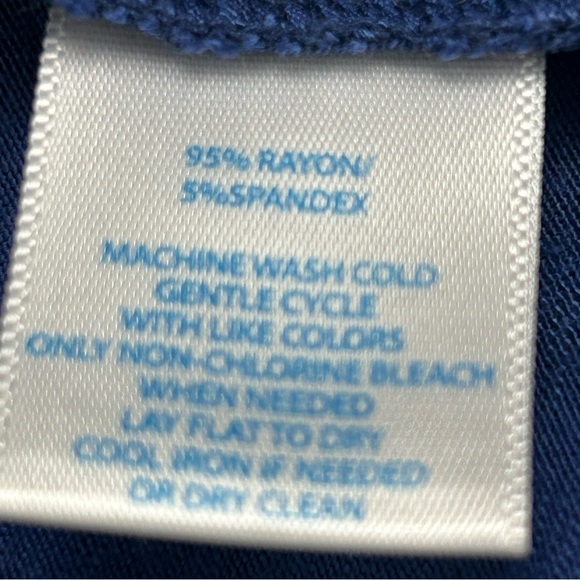 95% RAYON/
5%SPANDEX
MACHINE WASH COLD
GENTLE CYCLE
WITH LIKE COLORS
ONLY NON-CHLORINE BLEACH
WHEN NEEDED
LAY FLAT TO DRY
COOL IRON IF NEEDED
OR DRY CLEAN